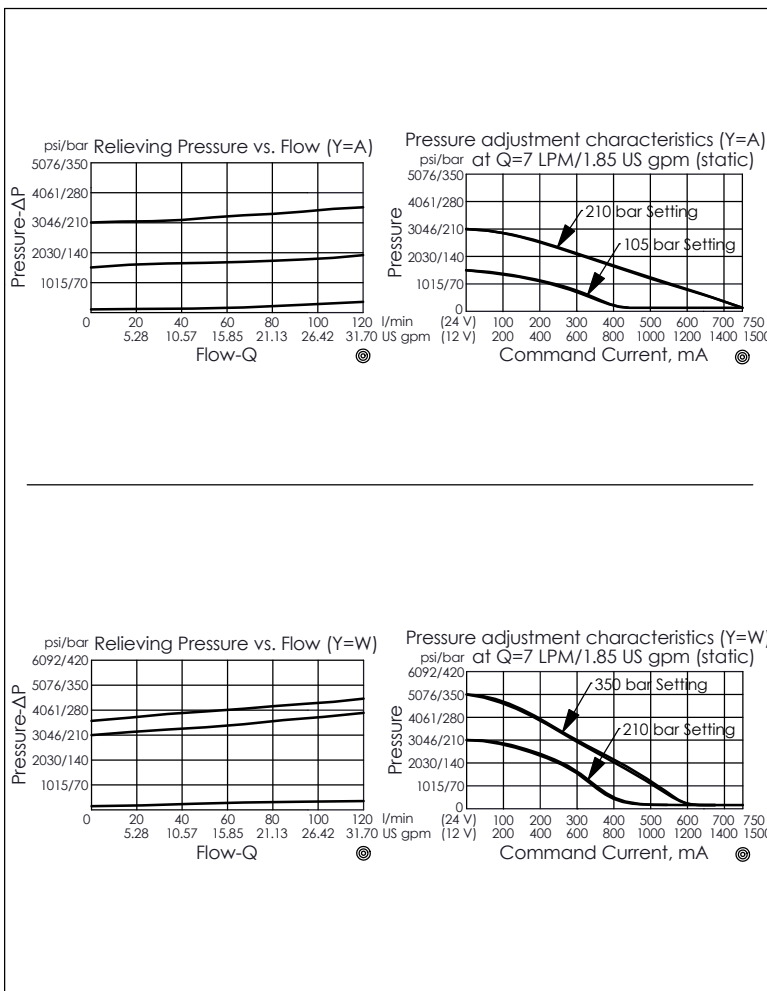 Relieving Pressure vs. Flow (Y=A)
psi/bar
5076/350
4061/280
3046/210
2030/140
1015/70
Pressure-ΔP
0 20 40 60 80 100 120 l/min
5.28 10.57 15.85 21.13 26.42 31.70 US gpm
Flow-Q
Pressure adjustment characteristics (Y=A)
psi/bar at Q=7 LPM/1.85 US gpm (static)
5076/350
4061/280
3046/210
2030/140
1015/70
0
Pressure
210 bar Setting
105 bar Setting
(24 V) 100 200 300 400 500 600 700 750
(12 V) 200 400 600 800 1000 1200 1400 1500
Command Current, mA
Relieving Pressure vs. Flow (Y=W)
psi/bar
6092/420
5076/350
4061/280
3046/210
2030/140
1015/70
Pressure-ΔP
0 20 40 60 80 100 120 l/min
5.28 10.57 15.85 21.13 26.42 31.70 US gpm
Flow-Q
Pressure adjustment characteristics (Y=W)
psi/bar at Q=7 LPM/1.85 US gpm (static)
6092/420
5076/350
4061/280
3046/210
2030/140
1015/70
0
Pressure
350 bar Setting
210 bar Setting
(24 V) 100 200 300 400 500 600 700 750
(12 V) 200 400 600 800 1000 1200 1400 1500
Command Current, mA